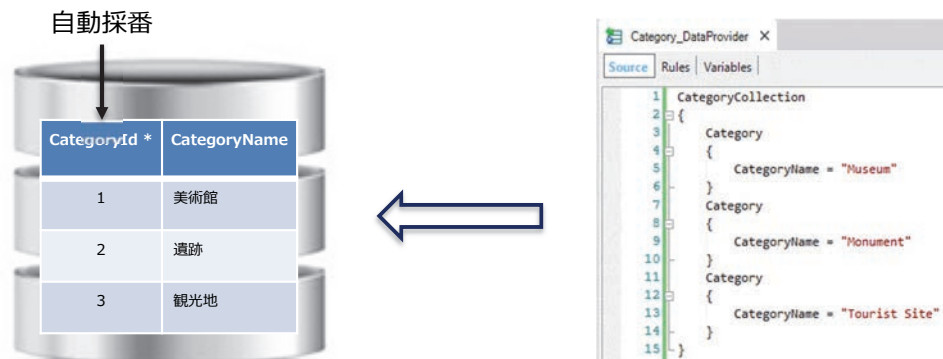 自動採番
CategoryId * CategoryName
1 美術館
2 遺跡
3 観光地
Category_DataProvider X
Source Rules Variables
1 CategoryCollection
2 {
3 Category
4 {
5 CategoryName = "Museum"
6 }
7 Category
8 {
9 CategoryName = "Monument"
10 }
11 Category
12 {
13 CategoryName = "Tourist Site"
14 }
15 }